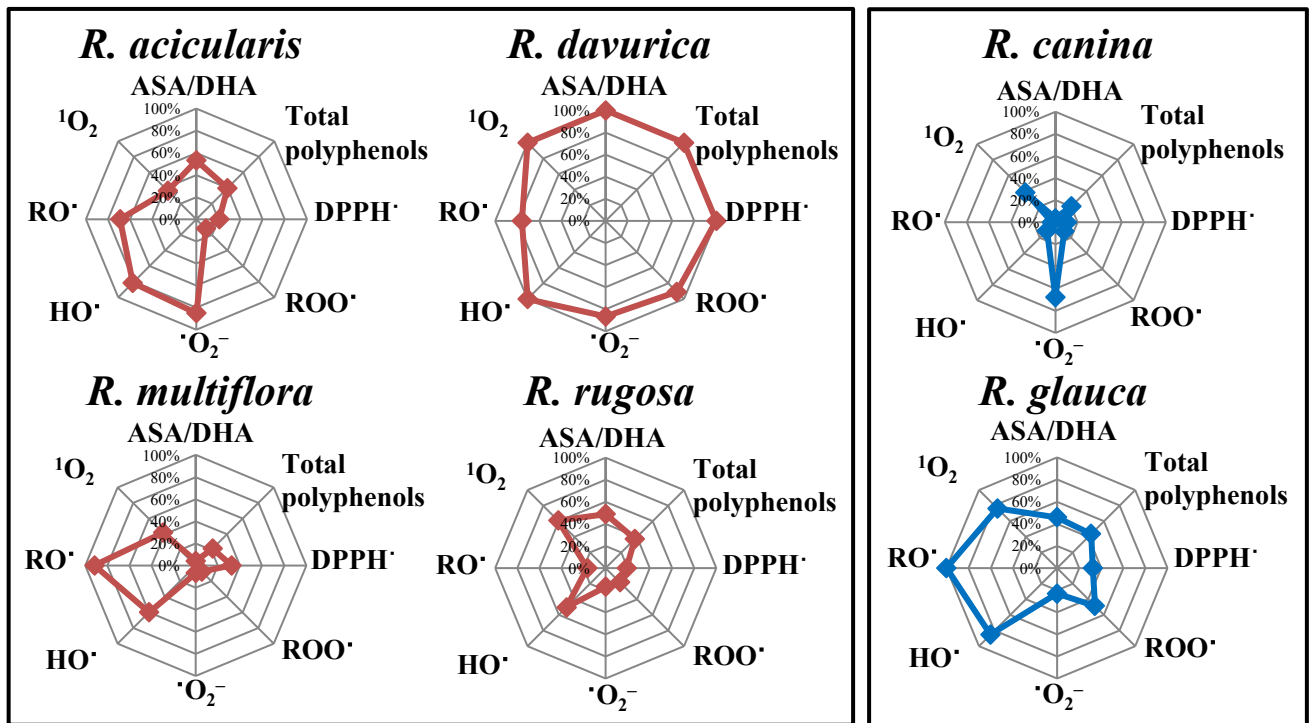 R. acicularis
ASA/DHA
100%
80%
60%
40%
20%
0%
Total
polyphenols
DPPH·
ROO·
·O₂⁻
HO·
RO·
¹O₂
R. davurica
ASA/DHA
100%
80%
60%
40%
20%
0%
Total
polyphenols
DPPH·
ROO·
·O₂⁻
HO·
RO·
¹O₂
R. canina
ASA/DHA
100%
80%
60%
40%
20%
0%
Total
polyphenols
DPPH·
ROO·
·O₂⁻
HO·
RO·
¹O₂
R. multiflora
ASA/DHA
100%
80%
60%
40%
20%
0%
Total
polyphenols
DPPH·
ROO·
·O₂⁻
HO·
RO·
¹O₂
R. rugosa
ASA/DHA
100%
80%
60%
40%
20%
0%
Total
polyphenols
DPPH·
ROO·
·O₂⁻
HO·
RO·
¹O₂
R. glauca
ASA/DHA
100%
80%
60%
40%
20%
0%
Total
polyphenols
DPPH·
ROO·
·O₂⁻
HO·
RO·
¹O₂